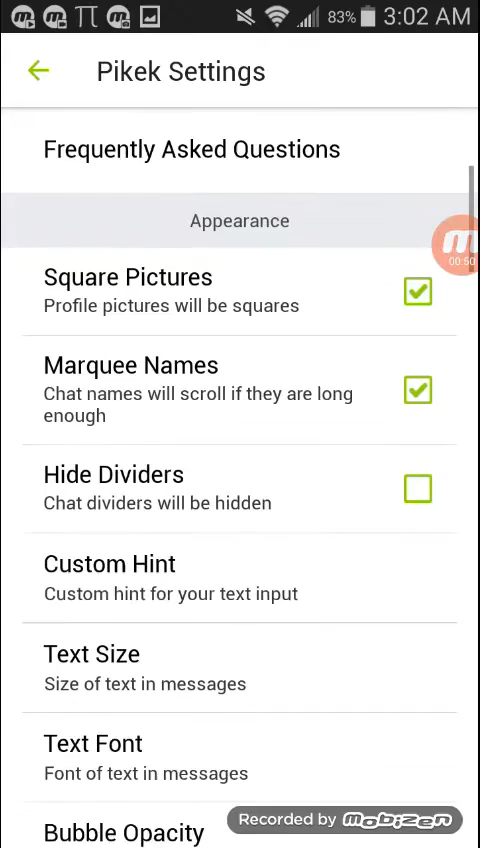 83% 3:02 AM
Pikek Settings
Frequently Asked Questions
Appearance
Square Pictures
Profile pictures will be squares
00:50
Marquee Names
Chat names will scroll if they are long
enough
Hide Dividers
Chat dividers will be hidden
Custom Hint
Custom hint for your text input
Text Size
Size of text in messages
Text Font
Font of text in messages
Recorded by mobizen
Bubble Opacity